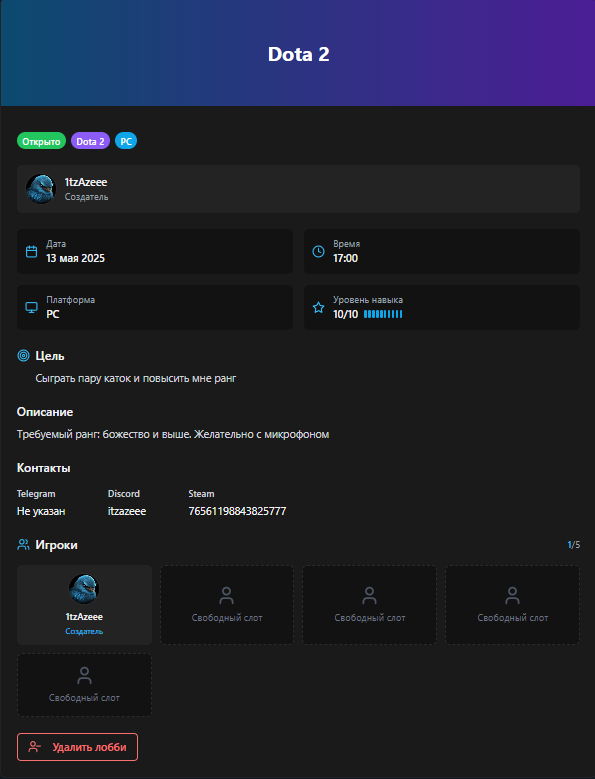 Dota 2
Открыто Dota 2 PC
1tzAzeee
Создатель
Дата
13 мая 2025
Время
17:00
Платформа
PC
Уровень навыка
10/10
Цель
Сыграть пару каток и повысить мне ранг
Описание
Требуемый ранг: божество и выше. Желательно с микрофоном
Контакты
Telegram
Не указан
Discord
itzazeee
Steam
76561198843825777
Игроки 1/5
1tzAzeee
Создатель
Свободный слот
Свободный слот
Свободный слот
Свободный слот
Удалить лобби